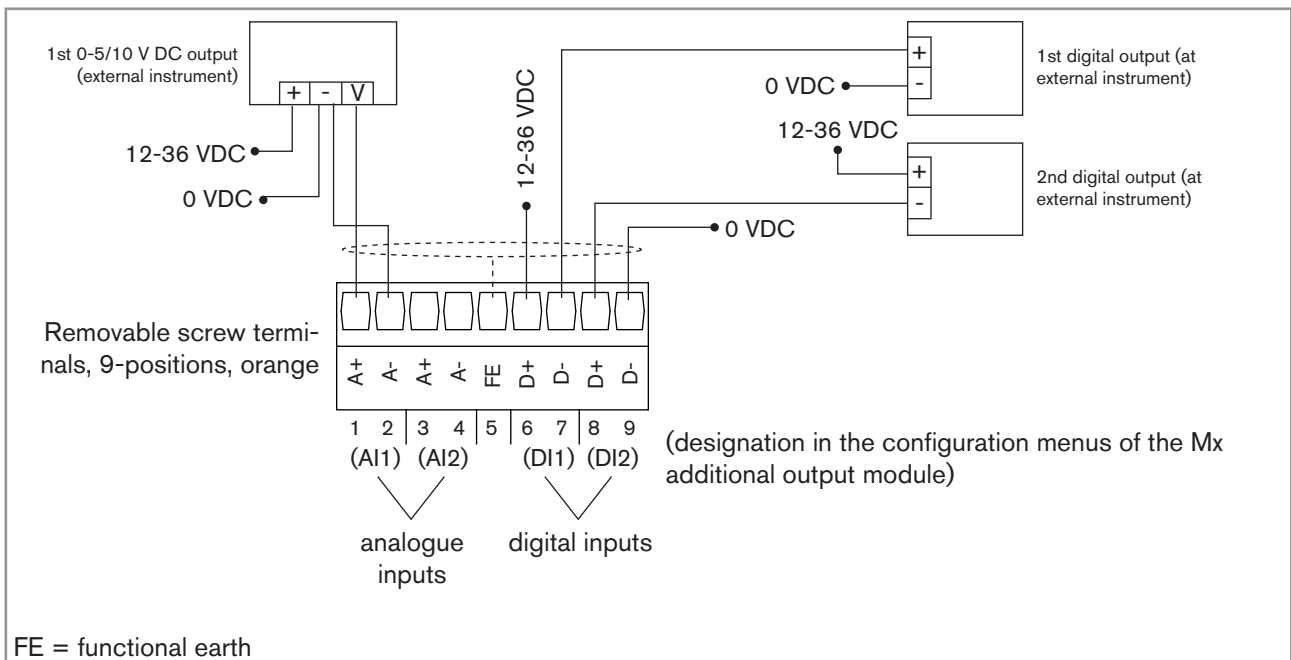 1st 0-5/10 V DC output
(external instrument)
+ - V
12-36 VDC
0 VDC
12-36 VDC
+
-
0 VDC
1st digital output (at
external instrument)
12-36 VDC
+
-
2nd digital output (at
external instrument)
0 VDC
Removable screw termi-
nals, 9-positions, orange
A+ A- A+ A- FE D+ D- D+ D-
1 2 3 4 5 6 7 8 9
(AI1) (AI2) (DI1) (DI2)
(designation in the configuration menus of the Mx
additional output module)
analogue
inputs
digital inputs
FE = functional earth